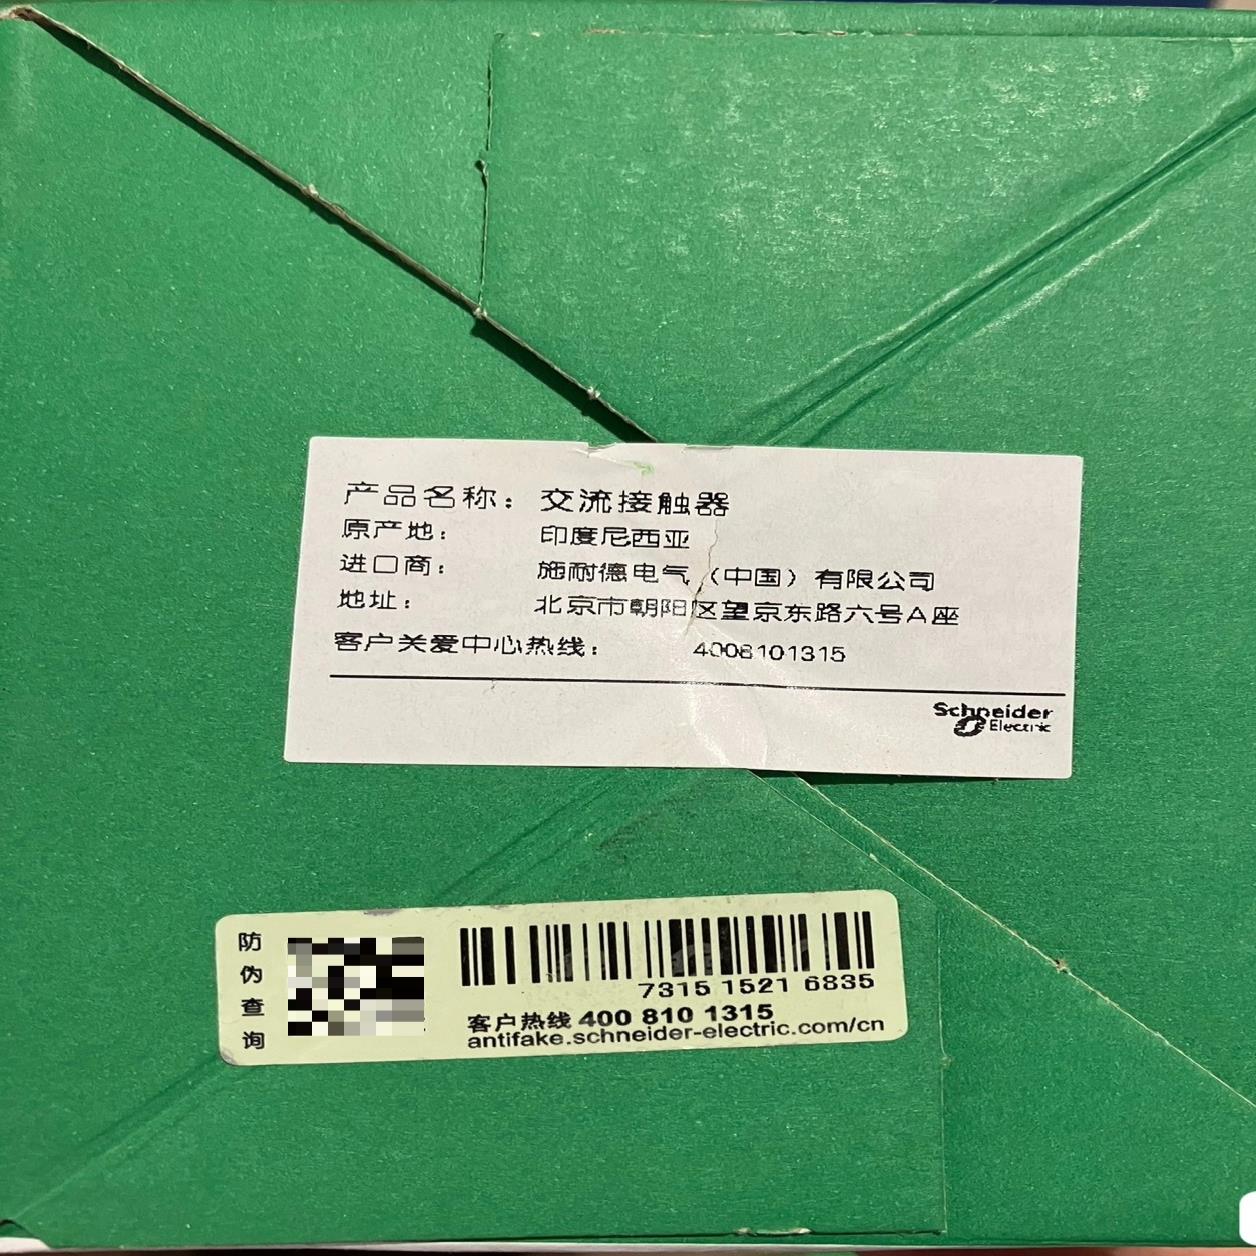 产品名称: 交流接触器
原产地: 印度尼西亚
进口商: 施耐德电气(中国)有限公司
地址: 北京市朝阳区望京东路六号A座
客户关爱中心热线: 4008101315
Schneider
Electric
防伪查询
7315 1521 6835
客户热线 400 810 1315
antifake.schneider-electric.com/cn